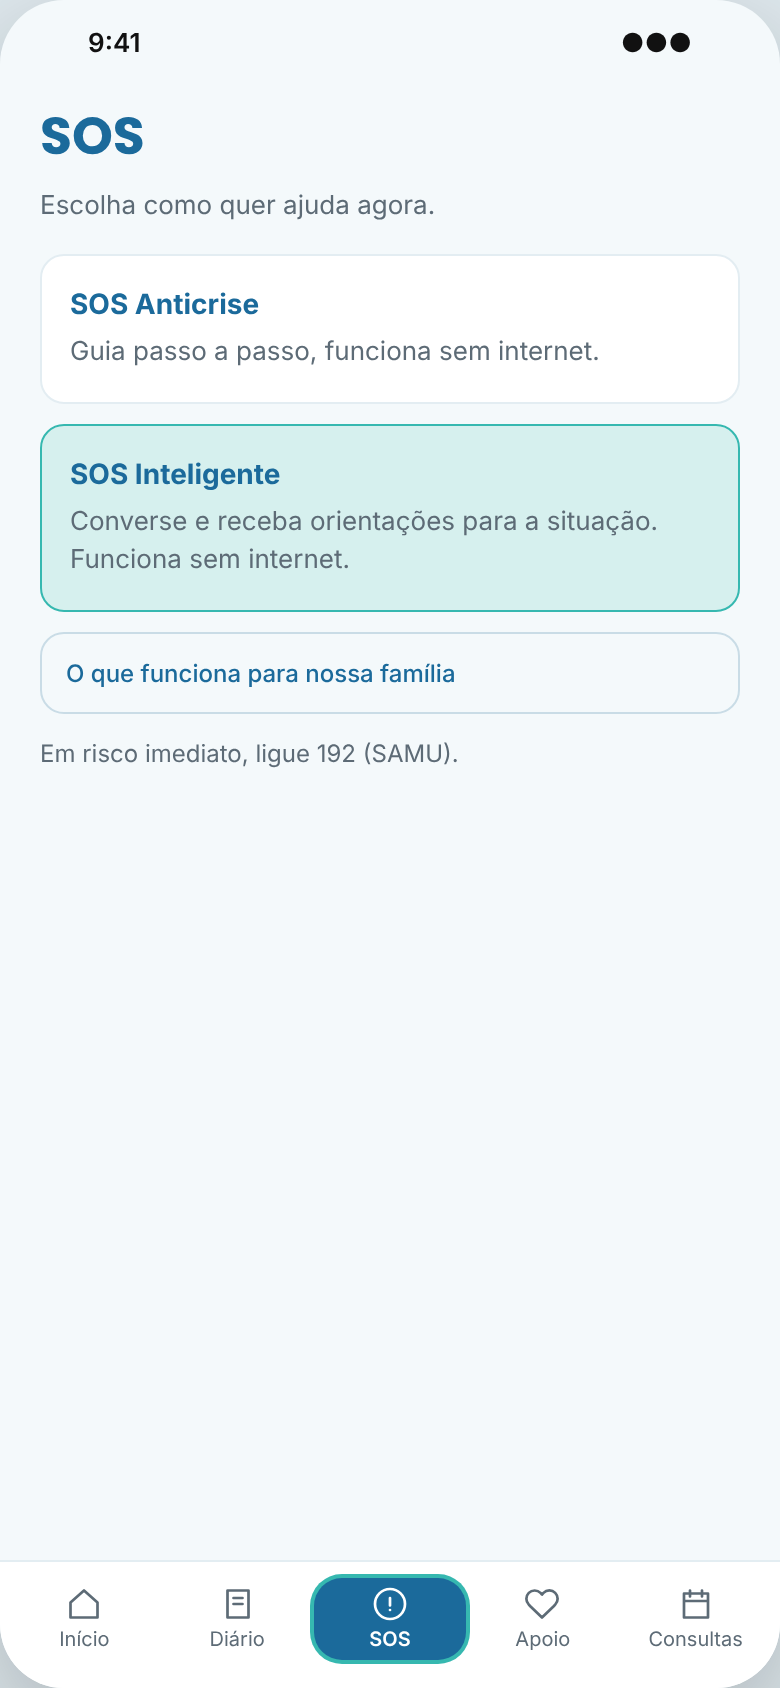 9:41
SOS
Escolha como quer ajuda agora.
SOS Anticrise
Guia passo a passo, funciona sem internet.
SOS Inteligente
Converse e receba orientações para a situação.
Funciona sem internet.
O que funciona para nossa família
Em risco imediato, ligue 192 (SAMU).
Início
Diário
SOS
Apoio
Consultas